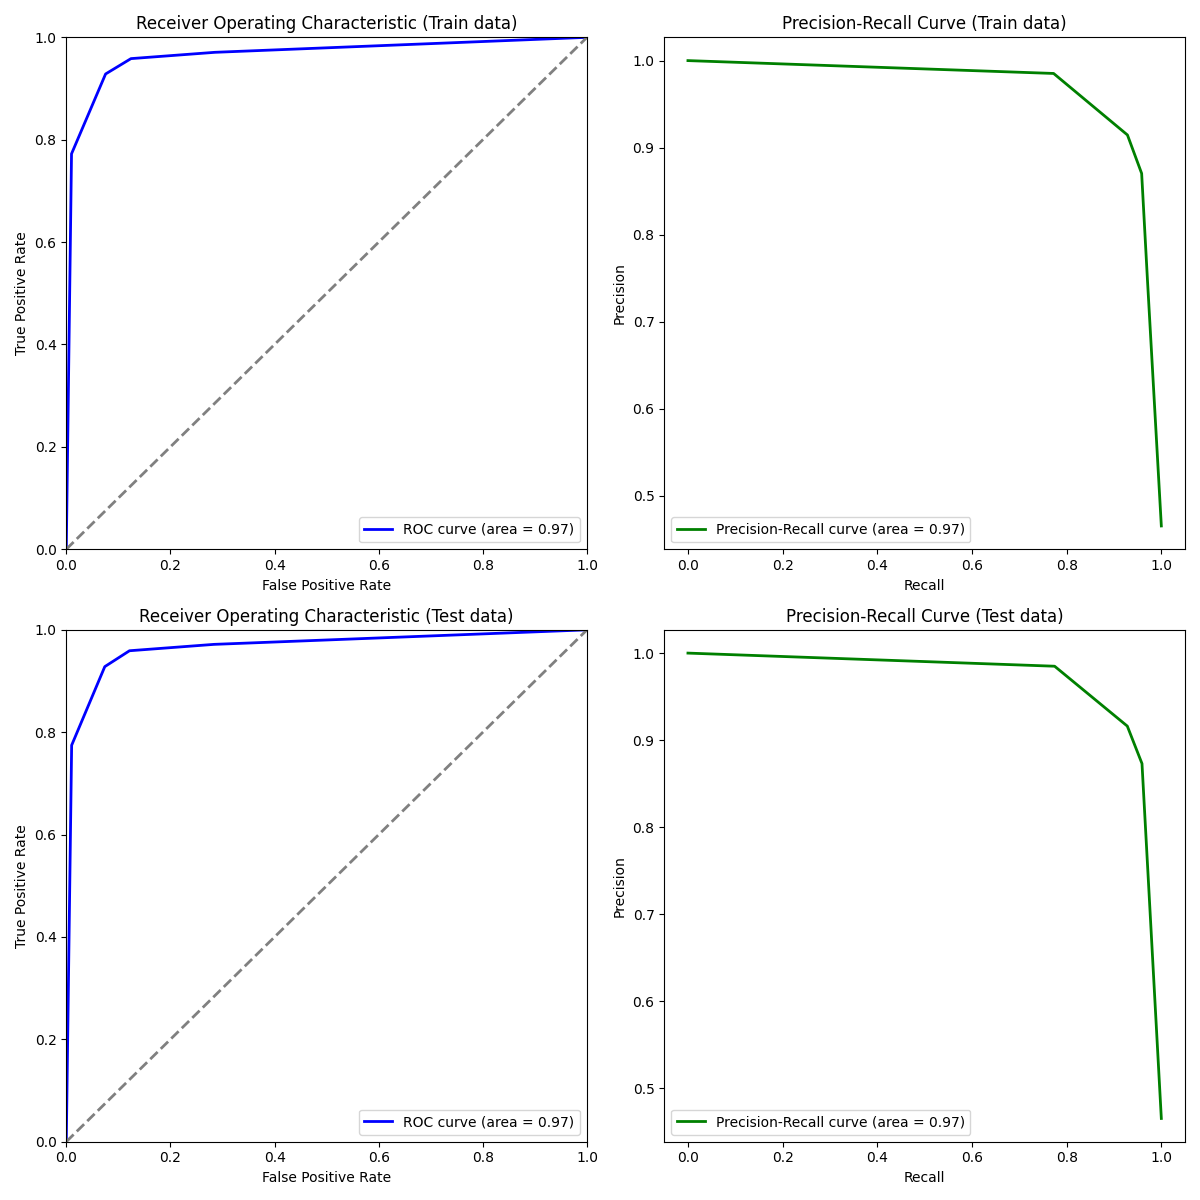 Receiver Operating Characteristic (Train data)
1.0
0.8
0.6
0.4
0.2
0.0
True Positive Rate
0.0 0.2 0.4 0.6 0.8 1.0
False Positive Rate
ROC curve (area = 0.97)
Precision-Recall Curve (Train data)
1.0
0.9
0.8
0.7
0.6
0.5
Precision
0.0 0.2 0.4 0.6 0.8 1.0
Recall
Precision-Recall curve (area = 0.97)
Receiver Operating Characteristic (Test data)
1.0
0.8
0.6
0.4
0.2
0.0
True Positive Rate
0.0 0.2 0.4 0.6 0.8 1.0
False Positive Rate
ROC curve (area = 0.97)
Precision-Recall Curve (Test data)
1.0
0.9
0.8
0.7
0.6
0.5
Precision
0.0 0.2 0.4 0.6 0.8 1.0
Recall
Precision-Recall curve (area = 0.97)